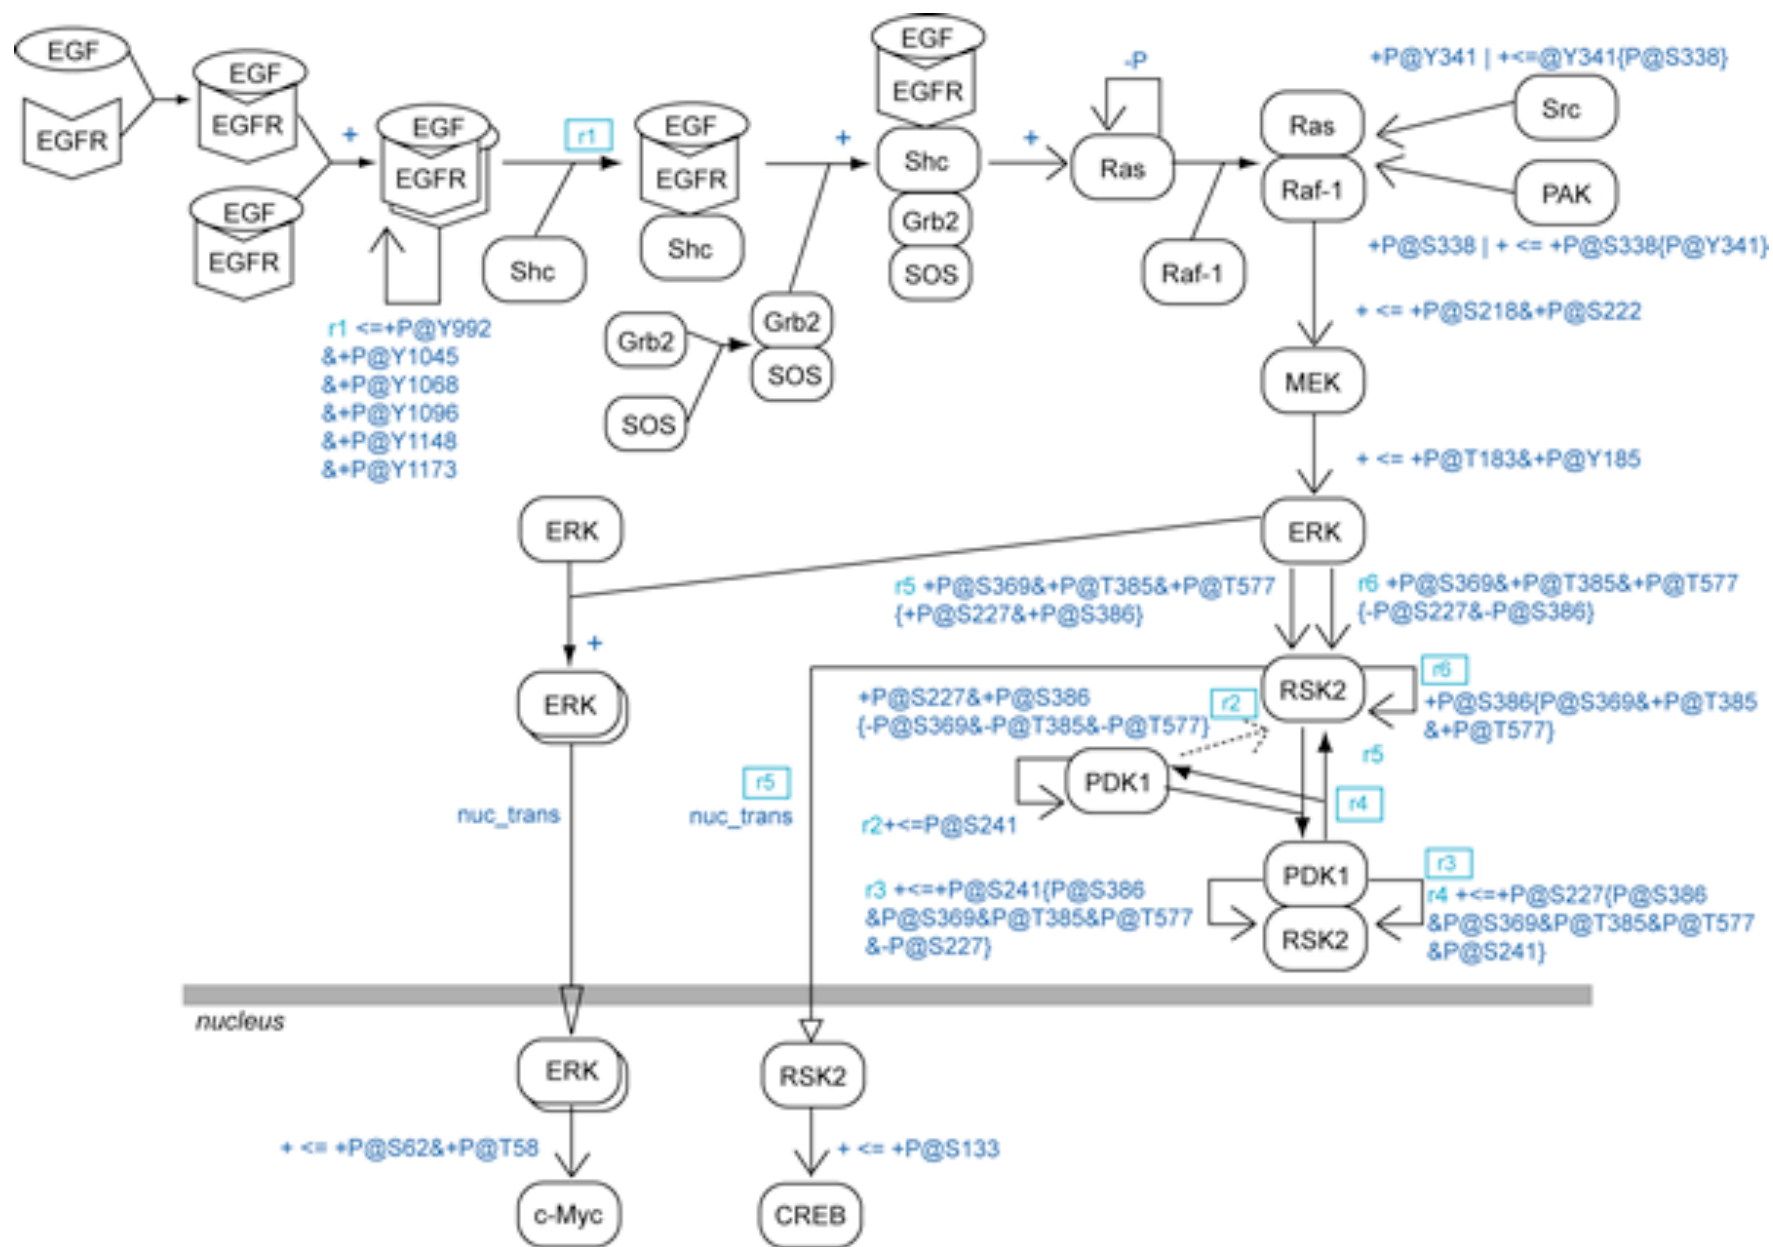 EGF
EGFR
EGF
EGFR
EGF
EGFR
+
EGF
EGFR
r1 <=+P@Y992
&+P@Y1045
&+P@Y1068
&+P@Y1096
&+P@Y1148
&+P@Y1173
r1
Shc
EGF
EGFR
Shc
Grb2
SOS
Grb2
SOS
+
EGF
EGFR
Shc
Grb2
SOS
+
-P
Ras
Raf-1
Ras
Raf-1
+P@Y341 | +<=@Y341{P@S338}
Src
PAK
+P@S338 | + <= +P@S338{P@Y341}
+ <= +P@S218&+P@S222
MEK
+ <= +P@T183&+P@Y185
ERK
ERK
r5 +P@S369&+P@T385&+P@T577
{+P@S227&+P@S386}
r6 +P@S369&+P@T385&+P@T577
{-P@S227&-P@S386}
+
ERK
RSK2
r6
+P@S386{P@S369&+P@T385
&+P@T577}
+P@S227&+P@S386
{-P@S369&-P@T385&-P@T577}
r2
r5
PDK1
r4
r2+<=P@S241
nuc_trans
r5
nuc_trans
PDK1
RSK2
r3 +<=+P@S241{P@S386
&P@S369&P@T385&P@T577
&-P@S227}
r3
r4 +<=+P@S227{P@S386
&P@S369&P@T385&P@T577
&P@S241}
nucleus
ERK
RSK2
+ <= +P@S62&+P@T58
+ <= +P@S133
c-Myc
CREB